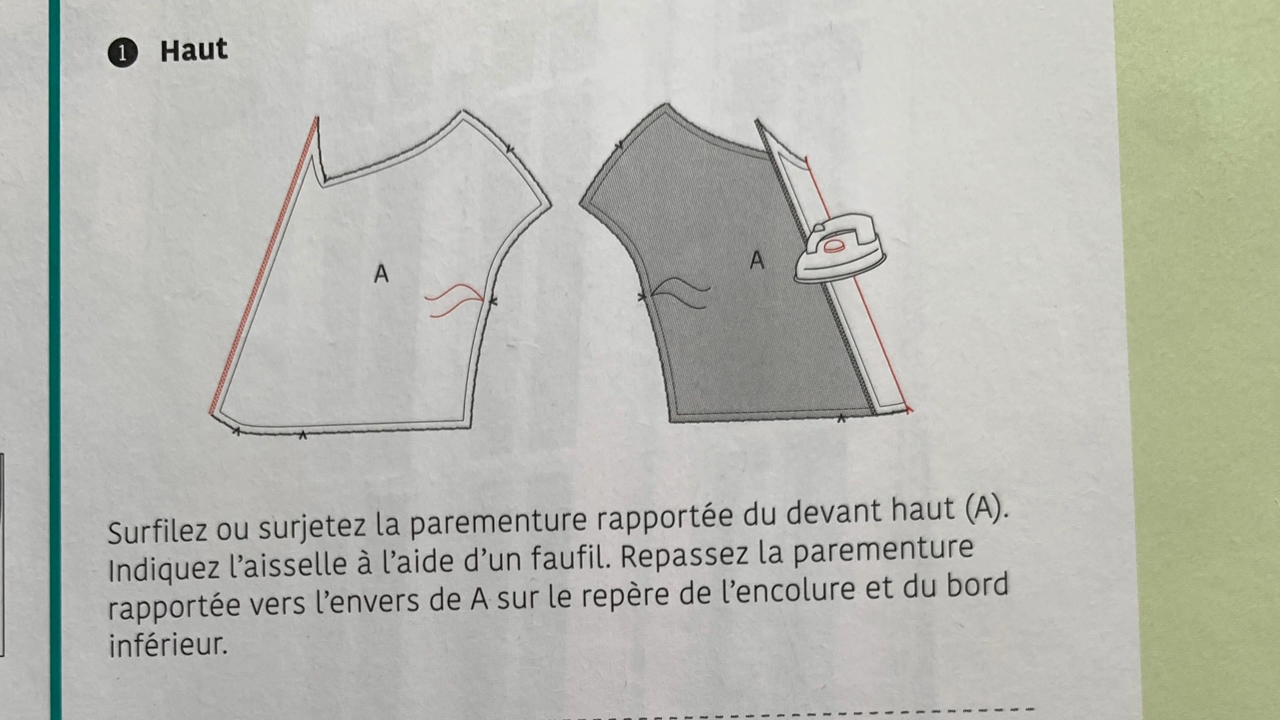 1 Haut
A
A
Surfilez ou surjetez la parementure rapportée du devant haut (A).
Indiquez l'aisselle à l'aide d'un faufil. Repassez la parementure
rapportée vers l'envers de A sur le repère de l'encolure et du bord
inférieur.